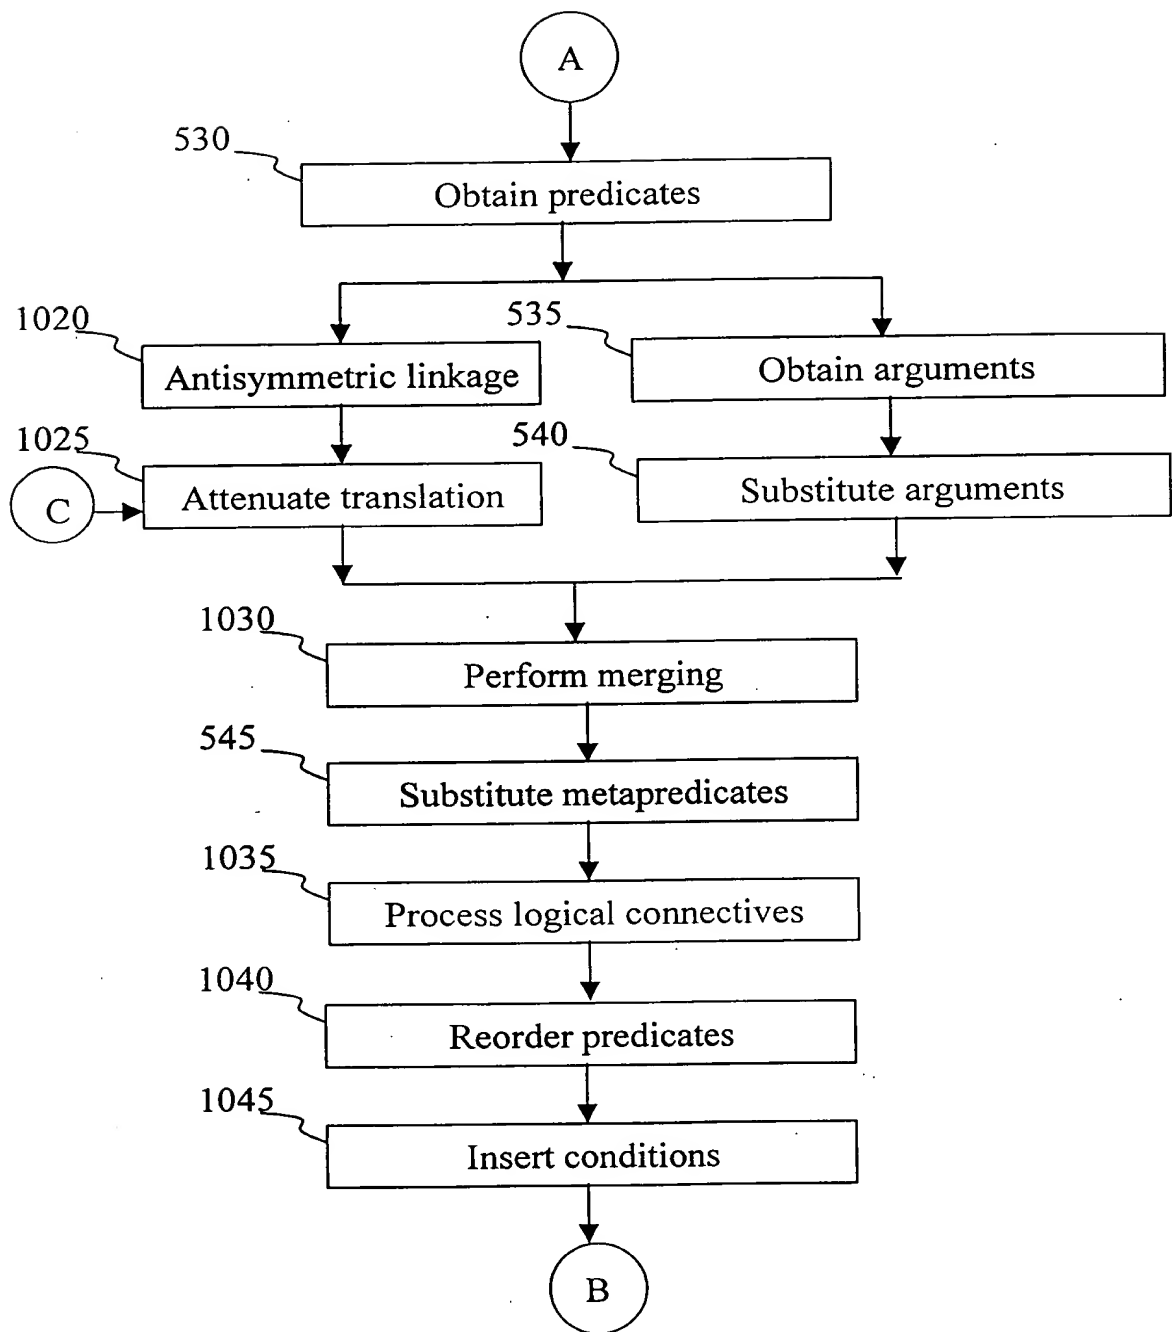 A
530
Obtain predicates
1020
Antisymmetric linkage
535
Obtain arguments
1025
Attenuate translation
C
540
Substitute arguments
1030
Perform merging
545
Substitute metapredicates
1035
Process logical connectives
1040
Reorder predicates
1045
Insert conditions
B